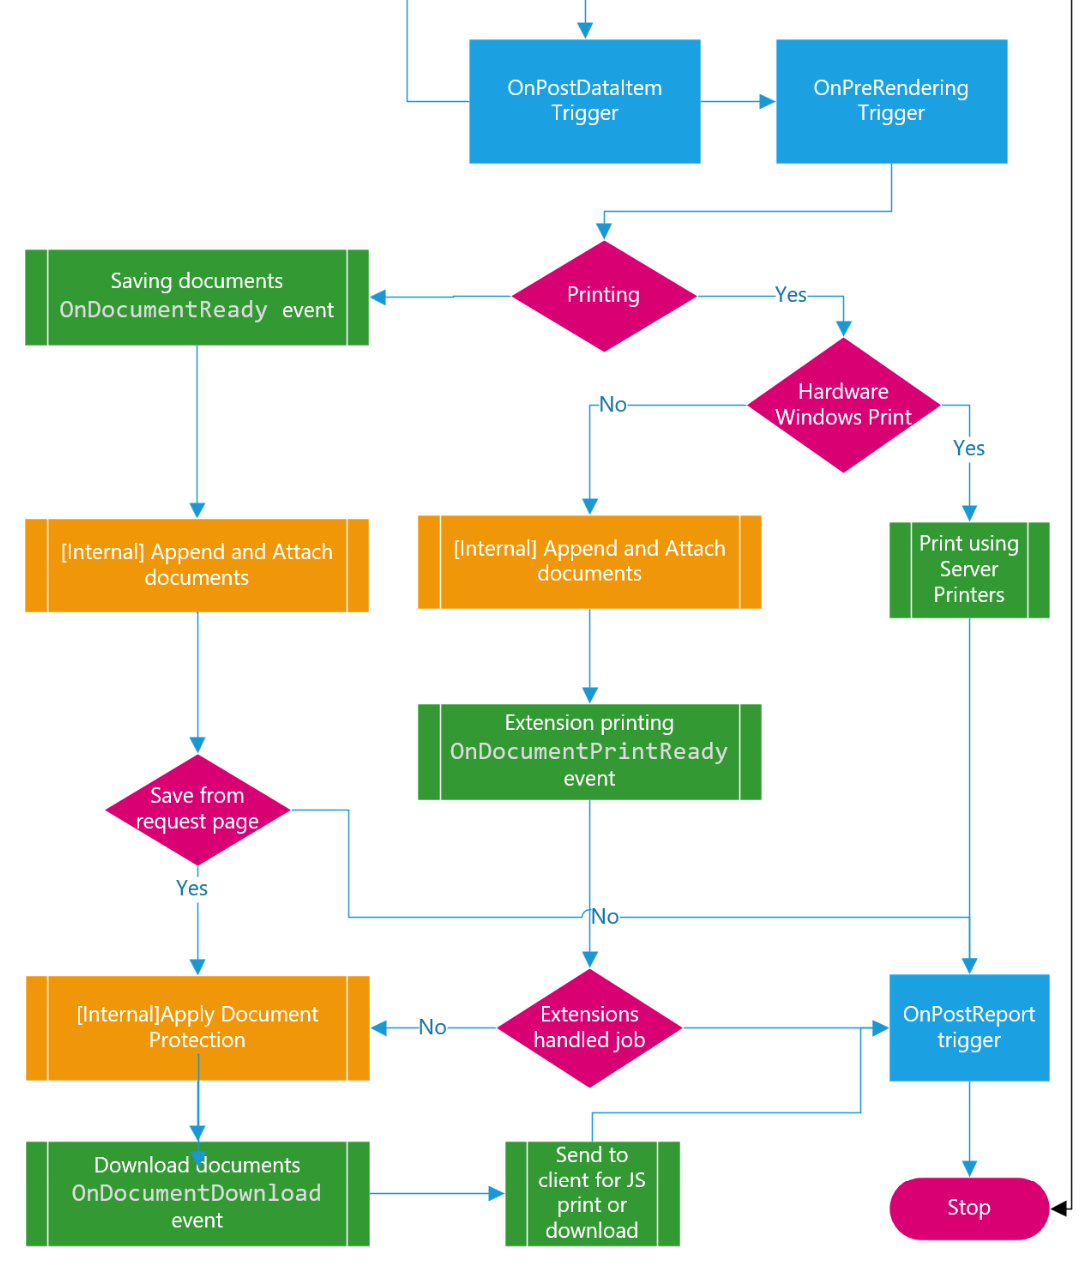 OnPostDataItem
Trigger
OnPreRendering
Trigger
Saving documents
OnDocumentReady event
Printing
Yes
Hardware
Windows Print
No
Yes
[Internal] Append and Attach
documents
[Internal] Append and Attach
documents
Print using
Server
Printers
Extension printing
OnDocumentPrintReady
event
Save from
request page
Yes
No
[Internal]Apply Document
Protection
No
Extensions
handled job
OnPostReport
trigger
Download documents
OnDocumentDownload
event
Send to
client for JS
print or
download
Stop